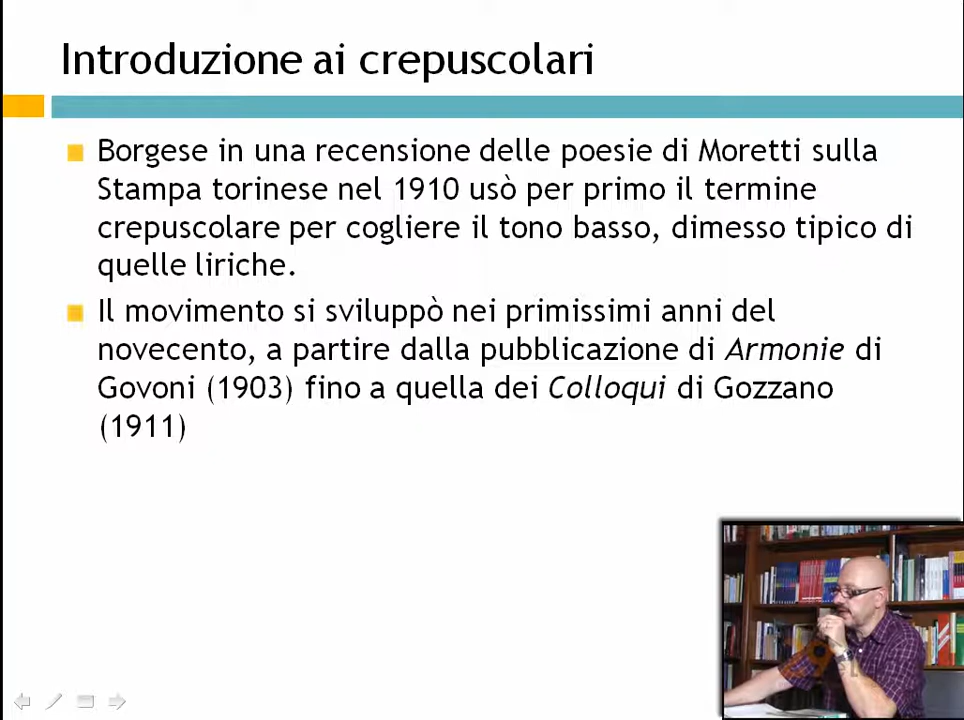 Introduzione ai crepuscolari
Borgese in una recensione delle poesie di Moretti sulla
Stampa torinese nel 1910 usò per primo il termine
crepuscolare per cogliere il tono basso, dimesso tipico di
quelle liriche.
Il movimento si sviluppò nei primissimi anni del
novecento, a partire dalla pubblicazione di Armonie di
Govoni (1903) fino a quella dei Colloqui di Gozzano
(1911)